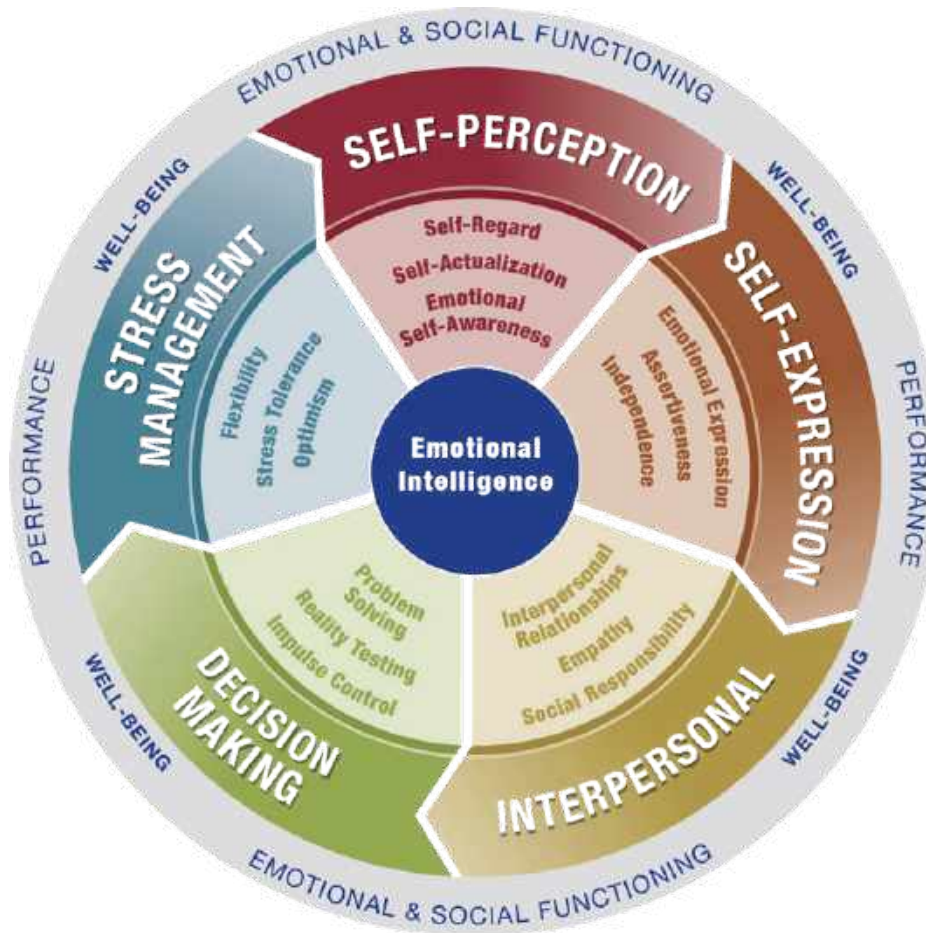 EMOTIONAL & SOCIAL FUNCTIONING
WELL-BEING
WELL-BEING
PERFORMANCE
PERFORMANCE
WELL-BEING
WELL-BEING
EMOTIONAL & SOCIAL FUNCTIONING
SELF-PERCEPTION
Self-Regard
Self-Actualization
Emotional
Self-Awareness
SELF-EXPRESSION
Emotional Expression
Assertiveness
Independence
INTERPERSONAL
Interpersonal
Relationships
Empathy
Social Responsibility
DECISION
MAKING
Problem
Solving
Reality Testing
Impulse Control
STRESS
MANAGEMENT
Flexibility
Stress Tolerance
Optimism
Emotional
Intelligence